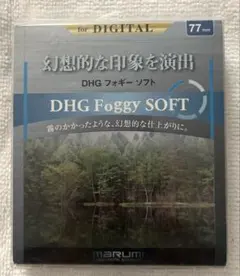 for DIGITAL
77mm
幻想的な印象を演出
DHG フォギー ソフト
DHG Foggy SOFT
霧のかかったような、幻想的な仕上がりに。
marumi